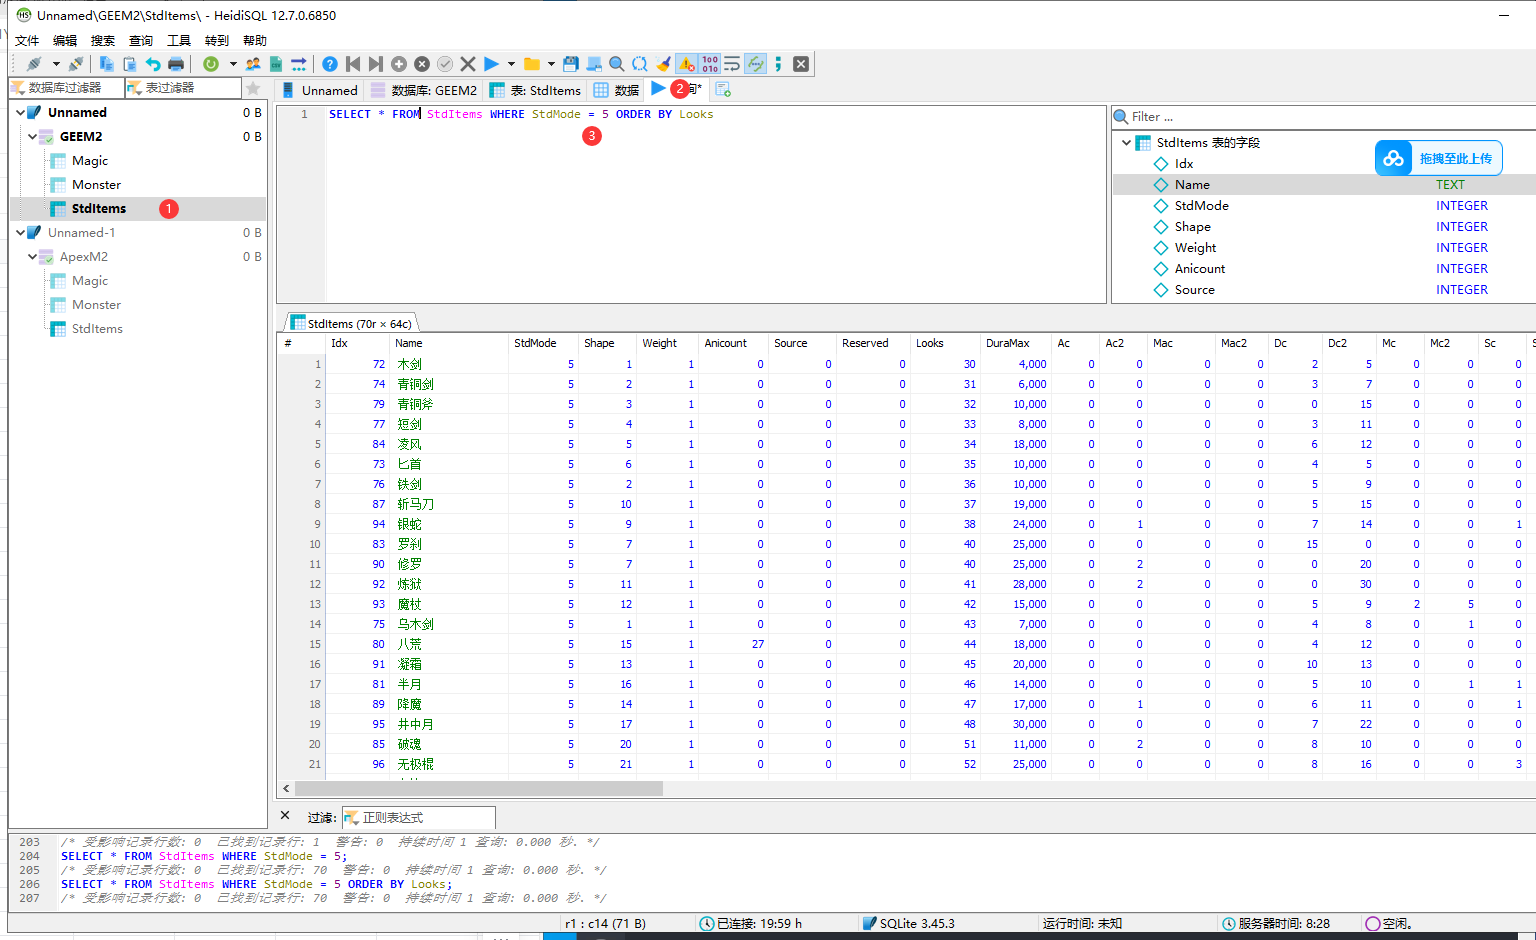 Unnamed\GEEM2\StdItems\ - HeidiSQL 12.7.0.6850
文件 编辑 搜索 查询 工具 转到 帮助
数据库过滤器 表过滤器
Unnamed 数据库: GEEM2 表: StdItems 数据 2 询*
Unnamed 0 B
GEEM2 0 B
Magic
Monster
StdItems 1
Unnamed-1 0 B
ApexM2 0 B
Magic
Monster
StdItems
1 SELECT * FROM StdItems WHERE StdMode = 5 ORDER BY Looks
3
Filter ...
StdItems 表的字段
拖拽至此上传
Idx
Name TEXT
StdMode INTEGER
Shape INTEGER
Weight INTEGER
Anicount INTEGER
Source INTEGER
StdItems (70r × 64c)
# Idx Name StdMode Shape Weight Anicount Source Reserved Looks DuraMax Ac Ac2 Mac Mac2 Dc Dc2 Mc Mc2 Sc S
1 72 木剑 5 1 1 0 0 0 30 4,000 0 0 0 0 2 5 0 0 0
2 74 青铜剑 5 2 1 0 0 0 31 6,000 0 0 0 0 3 7 0 0 0
3 79 青铜斧 5 3 1 0 0 0 32 10,000 0 0 0 0 0 15 0 0 0
4 77 短剑 5 4 1 0 0 0 33 8,000 0 0 0 0 3 11 0 0 0
5 84 凌风 5 5 1 0 0 0 34 18,000 0 0 0 0 6 12 0 0 0
6 73 匕首 5 6 1 0 0 0 35 10,000 0 0 0 0 4 5 0 0 0
7 76 铁剑 5 2 1 0 0 0 36 10,000 0 0 0 0 5 9 0 0 0
8 87 斩马刀 5 10 1 0 0 0 37 19,000 0 0 0 0 5 15 0 0 0
9 94 银蛇 5 9 1 0 0 0 38 24,000 0 1 0 0 7 14 0 0 1
10 83 罗刹 5 7 1 0 0 0 40 25,000 0 0 0 0 15 0 0 0 0
11 90 修罗 5 7 1 0 0 0 40 25,000 0 2 0 0 0 20 0 0 0
12 92 炼狱 5 11 1 0 0 0 41 28,000 0 2 0 0 0 30 0 0 0
13 93 魔杖 5 12 1 0 0 0 42 15,000 0 0 0 0 5 9 2 5 0
14 75 乌木剑 5 1 1 0 0 0 43 7,000 0 0 0 0 4 8 0 1 0
15 80 八荒 5 15 1 27 0 0 44 18,000 0 0 0 0 4 12 0 0 0
16 91 凝霜 5 13 1 0 0 0 45 20,000 0 0 0 0 10 13 0 0 0
17 81 半月 5 16 1 0 0 0 46 14,000 0 0 0 0 5 10 0 1 1
18 89 降魔 5 14 1 0 0 0 47 17,000 0 1 0 0 6 11 0 0 1
19 95 井中月 5 17 1 0 0 0 48 30,000 0 0 0 0 7 22 0 0 0
20 85 破魂 5 20 1 0 0 0 51 11,000 0 2 0 0 8 10 0 0 0
21 96 无极棍 5 21 1 0 0 0 52 25,000 0 0 0 0 8 16 0 0 3
过滤: 正则表达式
203 /* 受影响记录行数: 0 已找到记录行: 1 警告: 0 持续时间 1 查询: 0.000 秒. */
204 SELECT * FROM StdItems WHERE StdMode = 5;
205 /* 受影响记录行数: 0 已找到记录行: 70 警告: 0 持续时间 1 查询: 0.000 秒. */
206 SELECT * FROM StdItems WHERE StdMode = 5 ORDER BY Looks;
207 /* 受影响记录行数: 0 已找到记录行: 70 警告: 0 持续时间 1 查询: 0.000 秒. */
r1 : c14 (71 B) 已连接: 19:59 h SQLite 3.45.3 运行时间: 未知 服务器时间: 8:28 空闲。